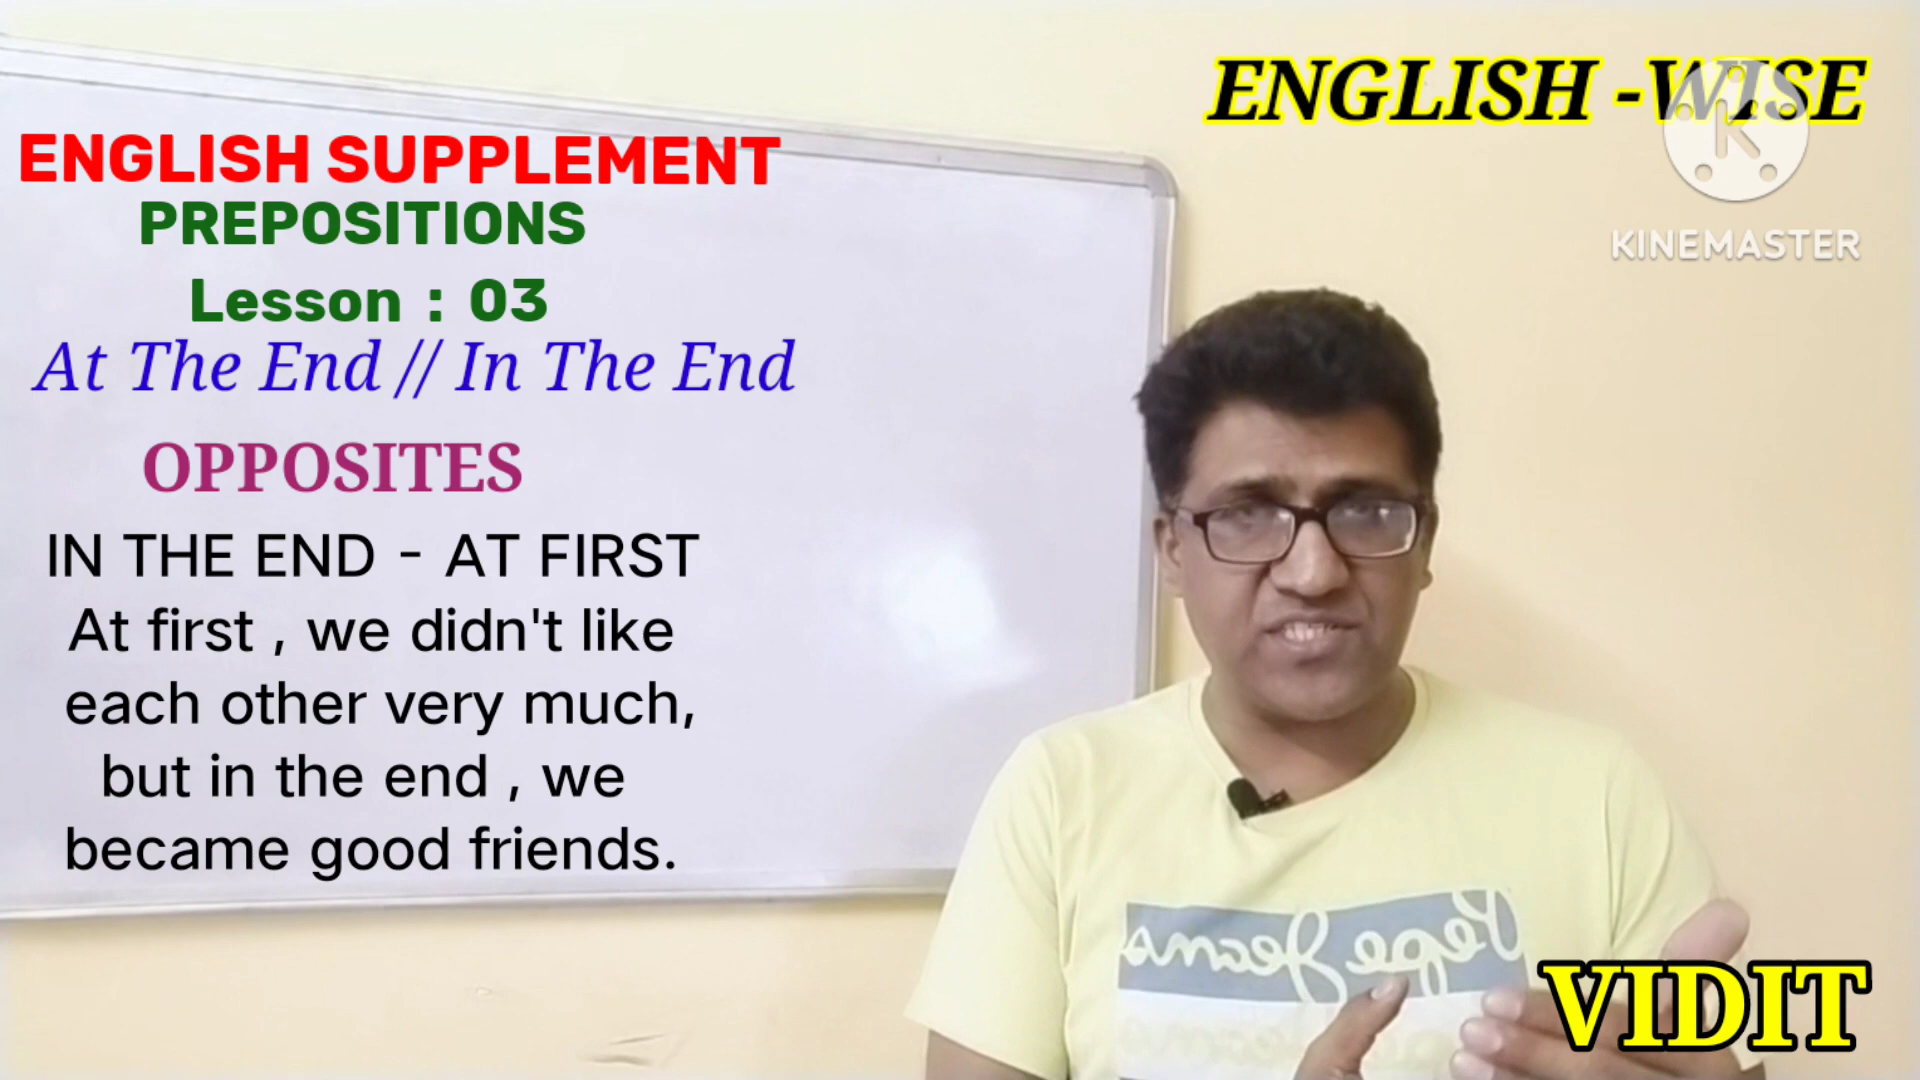 ENGLISH -WISE
K
KINEMASTER
ENGLISH SUPPLEMENT
PREPOSITIONS
Lesson : 03
At The End // In The End
OPPOSITES
IN THE END - AT FIRST
At first , we didn't like
each other very much,
but in the end , we
became good friends.
Pepe Jeans
VIDIT